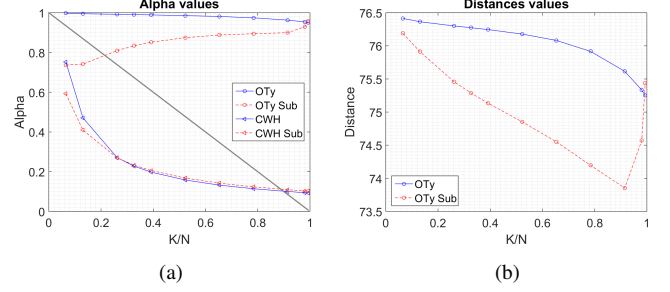 Alpha values
1
0.8
0.6
0.4
0.2
0
Alpha
OTy
OTy Sub
CWH
CWH Sub
0 0.2 0.4 0.6 0.8 1
K/N
(a)
Distances values
76.5
76
75.5
75
74.5
74
73.5
Distance
OTy
OTy Sub
0 0.2 0.4 0.6 0.8 1
K/N
(b)